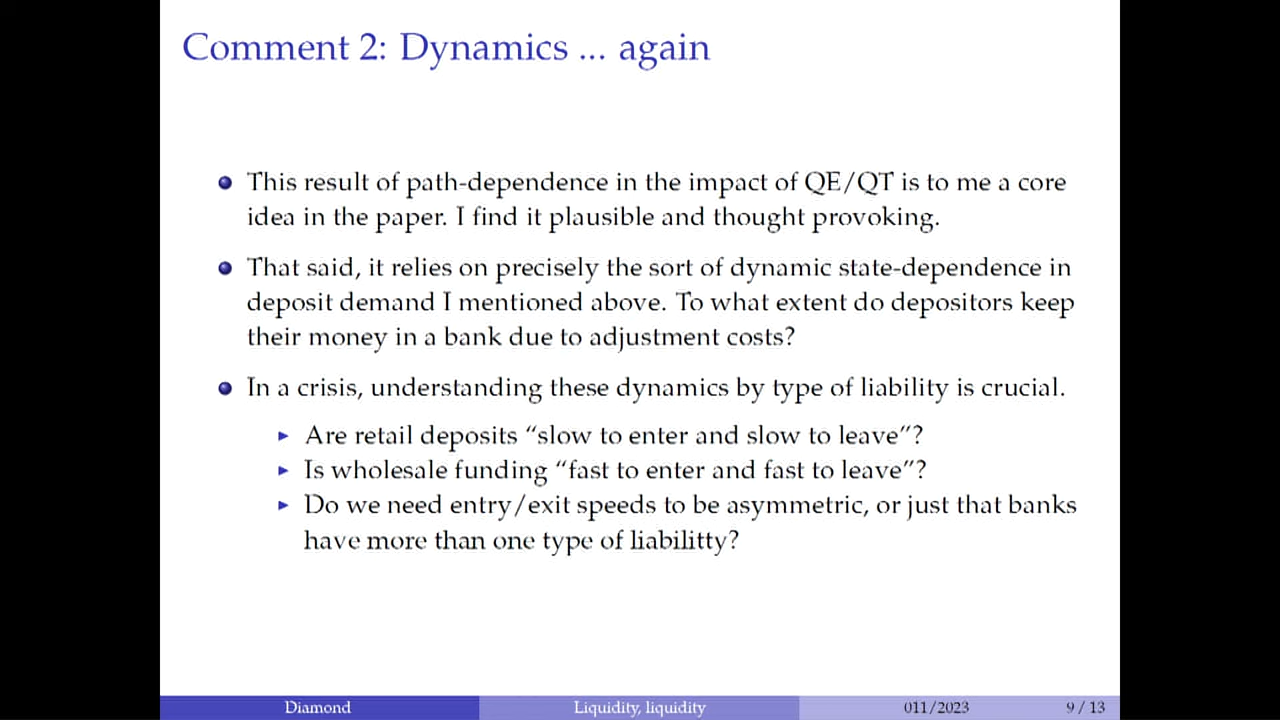 Comment 2: Dynamics ... again
This result of path-dependence in the impact of QE/QT is to me a core
idea in the paper. I find it plausible and thought provoking.
That said, it relies on precisely the sort of dynamic state-dependence in
deposit demand I mentioned above. To what extent do depositors keep
their money in a bank due to adjustment costs?
In a crisis, understanding these dynamics by type of liability is crucial.
Are retail deposits “slow to enter and slow to leave”?
Is wholesale funding “fast to enter and fast to leave”?
Do we need entry/exit speeds to be asymmetric, or just that banks
have more than one type of liabilitty?
Diamond
Liquidity, liquidity
011/2023
9 / 13